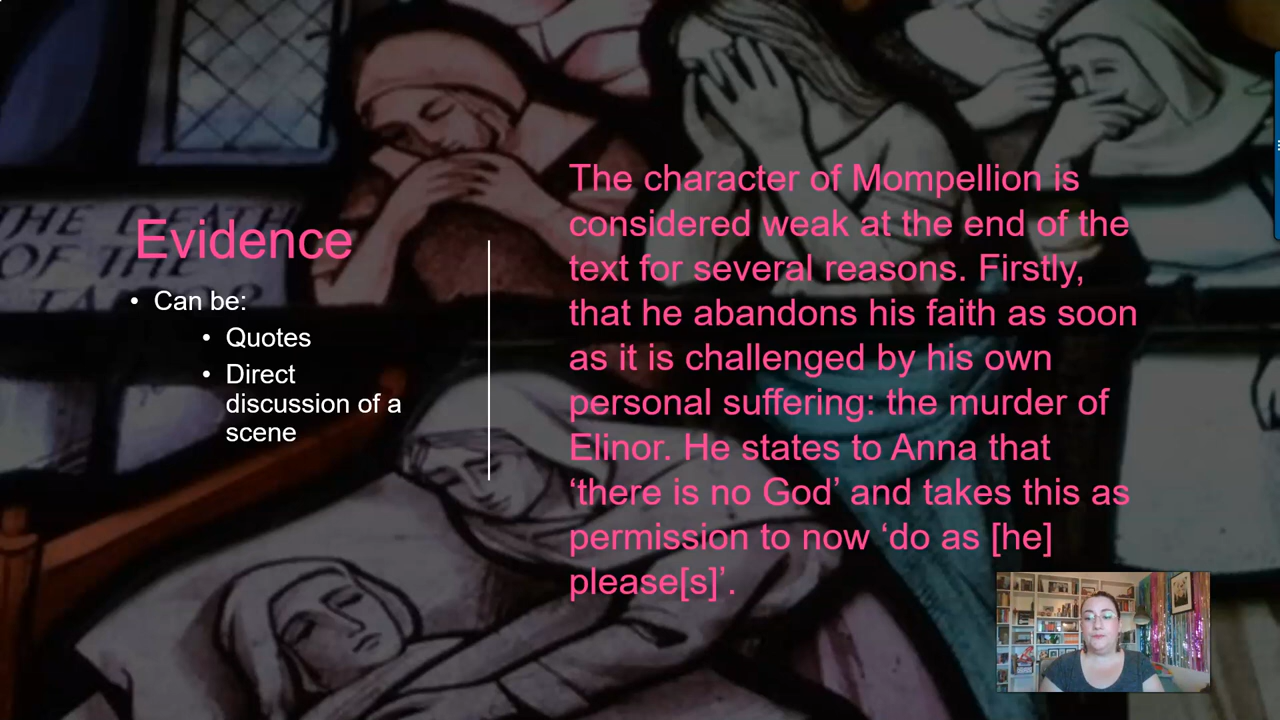 THE DEATH
OF THE
Evidence
• Can be:
• Quotes
• Direct
discussion of a
scene
The character of Mompellion is
considered weak at the end of the
text for several reasons. Firstly,
that he abandons his faith as soon
as it is challenged by his own
personal suffering: the murder of
Elinor. He states to Anna that
‘there is no God’ and takes this as
permission to now ‘do as [he]
please[s]’.